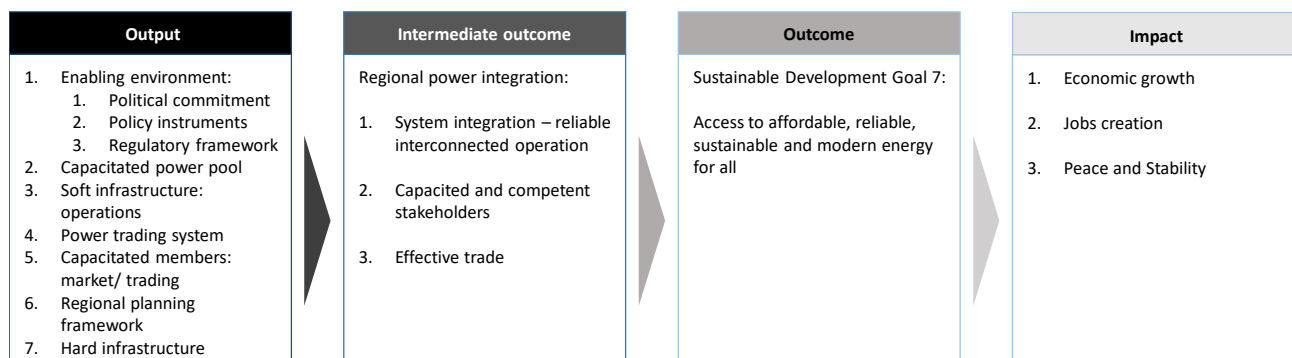 Output
1. Enabling environment:
1. Political commitment
2. Policy instruments
3. Regulatory framework
2. Capacitated power pool
3. Soft infrastructure:
operations
4. Power trading system
5. Capacitated members:
market/ trading
6. Regional planning
framework
7. Hard infrastructure
Intermediate outcome
Regional power integration:
1. System integration – reliable
interconnected operation
2. Capacited and competent
stakeholders
3. Effective trade
Outcome
Sustainable Development Goal 7:
Access to affordable, reliable,
sustainable and modern energy
for all
Impact
1. Economic growth
2. Jobs creation
3. Peace and Stability